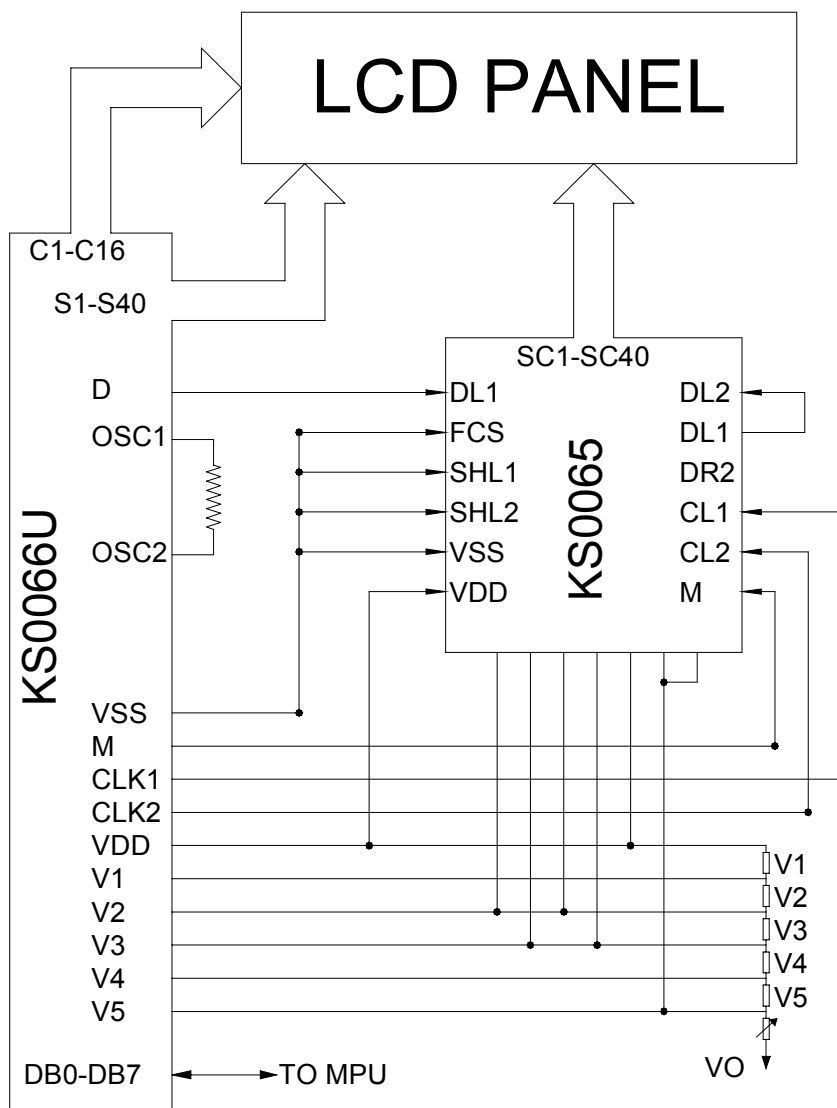 LCD PANEL
C1-C16
S1-S40
KS0066U
D
OSC1
OSC2
VSS
M
CLK1
CLK2
VDD
V1
V2
V3
V4
V5
DB0-DB7
TO MPU
SC1-SC40
KS0065
DL1
FCS
SHL1
SHL2
VSS
VDD
DL2
DL1
DR2
CL1
CL2
M
V1
V2
V3
V4
V5
VO